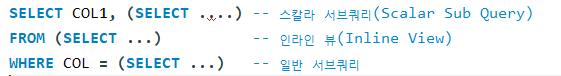 SELECT COL1, (SELECT ....) -- 스칼라 서브쿼리(Scalar Sub Query)
FROM (SELECT ...) -- 인라인 뷰(Inline View)
WHERE COL = (SELECT ...) -- 일반 서브쿼리